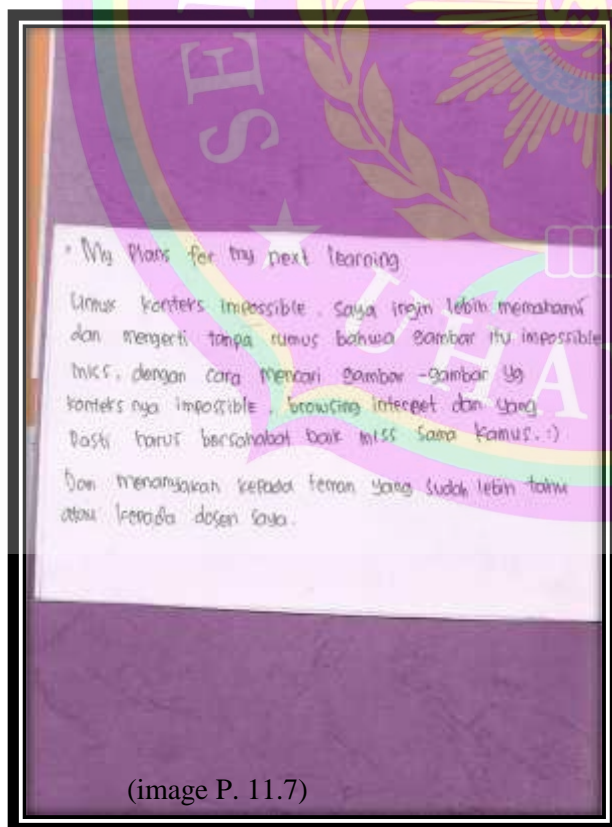 SET
UHA
• My Plans for my next learning
Untuk konteks impossible. Saya ingin lebih memahami
dan mengerti tanpa rumus bahwa gambar itu impossible
miss, dengan cara mencari gambar-gambar yg
konteks nya impossible, browsing internet dan yang
Pasti harus bersahabat baik miss sama kamus. :)
Dan menanyakan kepada teman yang sudah lebih tahu
atau kepada dosen saya.
(image P. 11.7)